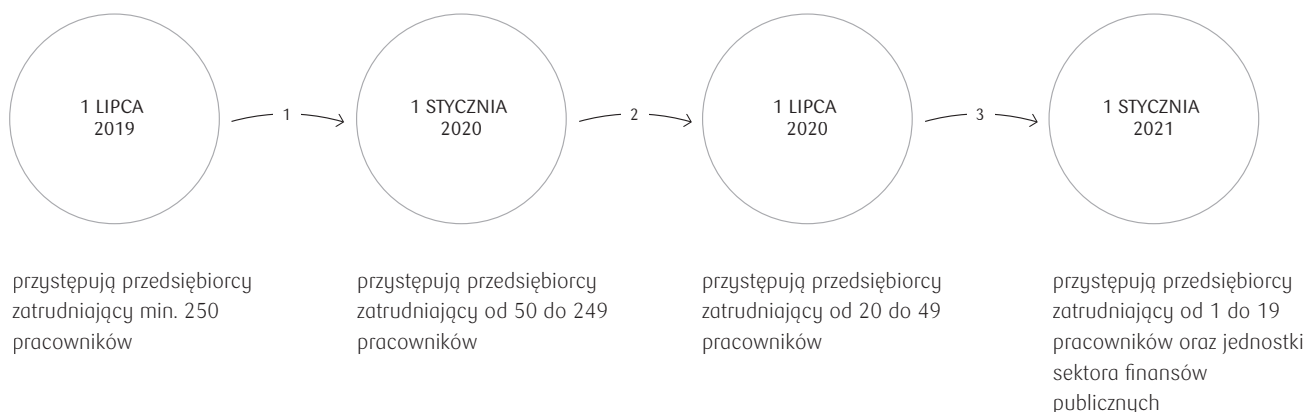 1 LIPCA
2019
1
1 STYCZNIA
2020
2
1 LIPCA
2020
3
1 STYCZNIA
2021
przystępują przedsiębiorcy
zatrudniający min. 250
pracowników
przystępują przedsiębiorcy
zatrudniający od 50 do 249
pracowników
przystępują przedsiębiorcy
zatrudniający od 20 do 49
pracowników
przystępują przedsiębiorcy
zatrudniający od 1 do 19
pracowników oraz jednostki
sektora finansów
publicznych